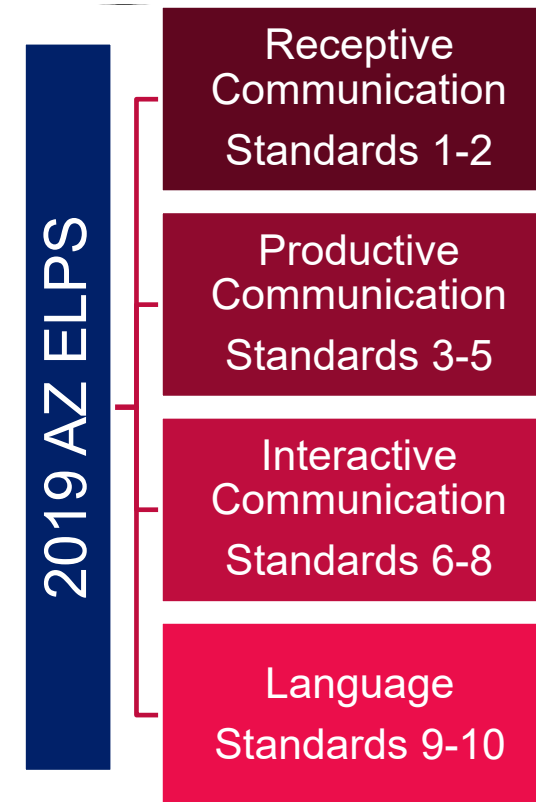 2019 AZ ELPS
Receptive
Communication
Standards 1-2
Productive
Communication
Standards 3-5
Interactive
Communication
Standards 6-8
Language
Standards 9-10